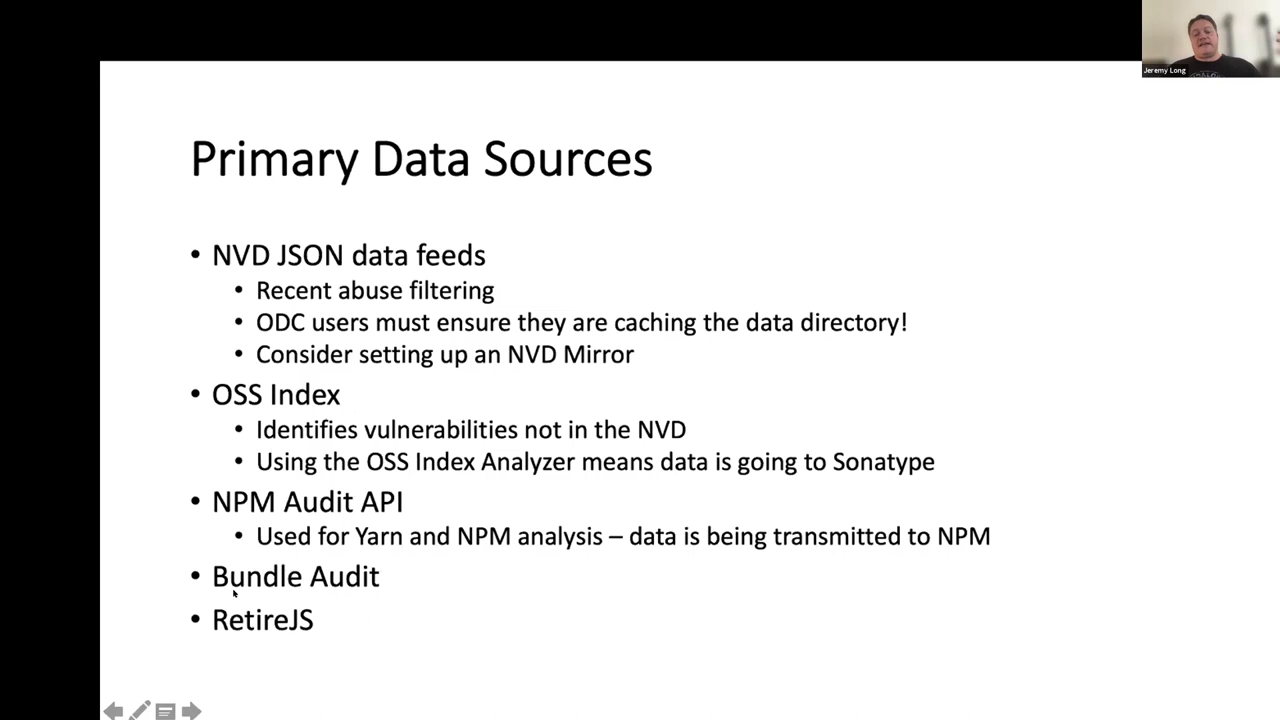 Jeremy Long
Primary Data Sources
• NVD JSON data feeds
• Recent abuse filtering
• ODC users must ensure they are caching the data directory!
• Consider setting up an NVD Mirror
• OSS Index
• Identifies vulnerabilities not in the NVD
• Using the OSS Index Analyzer means data is going to Sonatype
• NPM Audit API
• Used for Yarn and NPM analysis – data is being transmitted to NPM
• Bundle Audit
• RetireJS